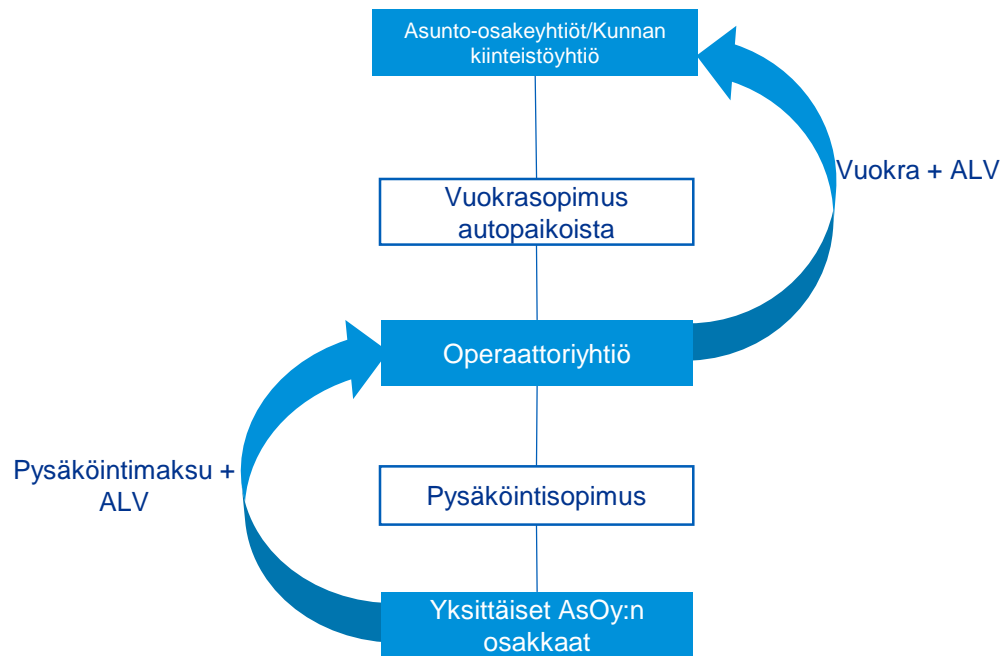 Asunto-osakeyhtiöt/Kunnan
kiinteistöyhtiö
Vuokra + ALV
Vuokrasopimus
autopaikoista
Operaattoriyhtiö
Pysäköintimaksu +
ALV
Pysäköintisopimus
Yksittäiset AsOy:n
osakkaat